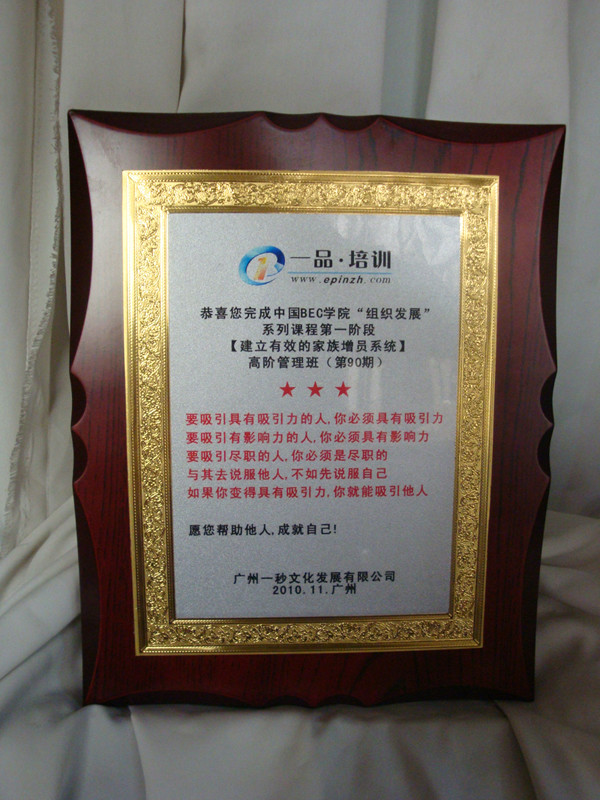 一品·培训
www.epinzh.com
恭喜您完成中国BEC学院“组织发展”
系列课程第一阶段
【建立有效的家族增员系统】
高阶管理班（第90期）
★ ★ ★
要吸引具有吸引力的人,你必须具有吸引力
要吸引有影响力的人,你必须具有影响力
要吸引尽职的人,你必须是尽职的
与其去说服他人,不如先说服自己
如果你变得具有吸引力,你就能吸引他人
愿您帮助他人,成就自己!
广州一秒文化发展有限公司
2010.11.广州